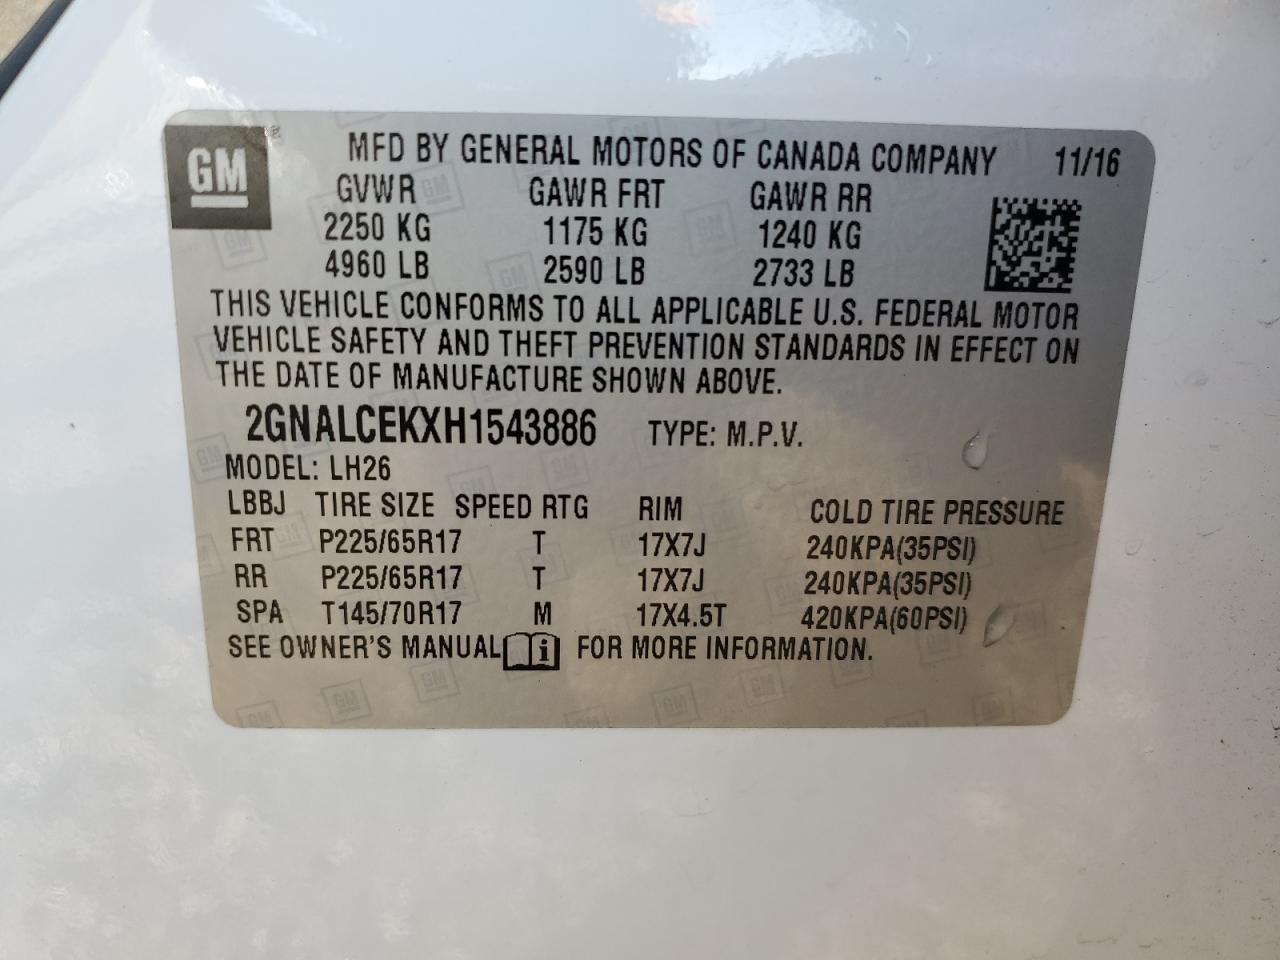 GM
MFD BY GENERAL MOTORS OF CANADA COMPANY 11/16
GVWR GAWR FRT GAWR RR
2250 KG 1175 KG 1240 KG
4960 LB 2590 LB 2733 LB
THIS VEHICLE CONFORMS TO ALL APPLICABLE U.S. FEDERAL MOTOR
VEHICLE SAFETY AND THEFT PREVENTION STANDARDS IN EFFECT ON
THE DATE OF MANUFACTURE SHOWN ABOVE.
2GNALCEKXH1543886 TYPE: M.P.V.
MODEL: LH26
LBBJ TIRE SIZE SPEED RTG RIM COLD TIRE PRESSURE
FRT P225/65R17 T 17X7J 240KPA(35PSI)
RR P225/65R17 T 17X7J 240KPA(35PSI)
SPA T145/70R17 M 17X4.5T 420KPA(60PSI)
SEE OWNER'S MANUAL i FOR MORE INFORMATION.